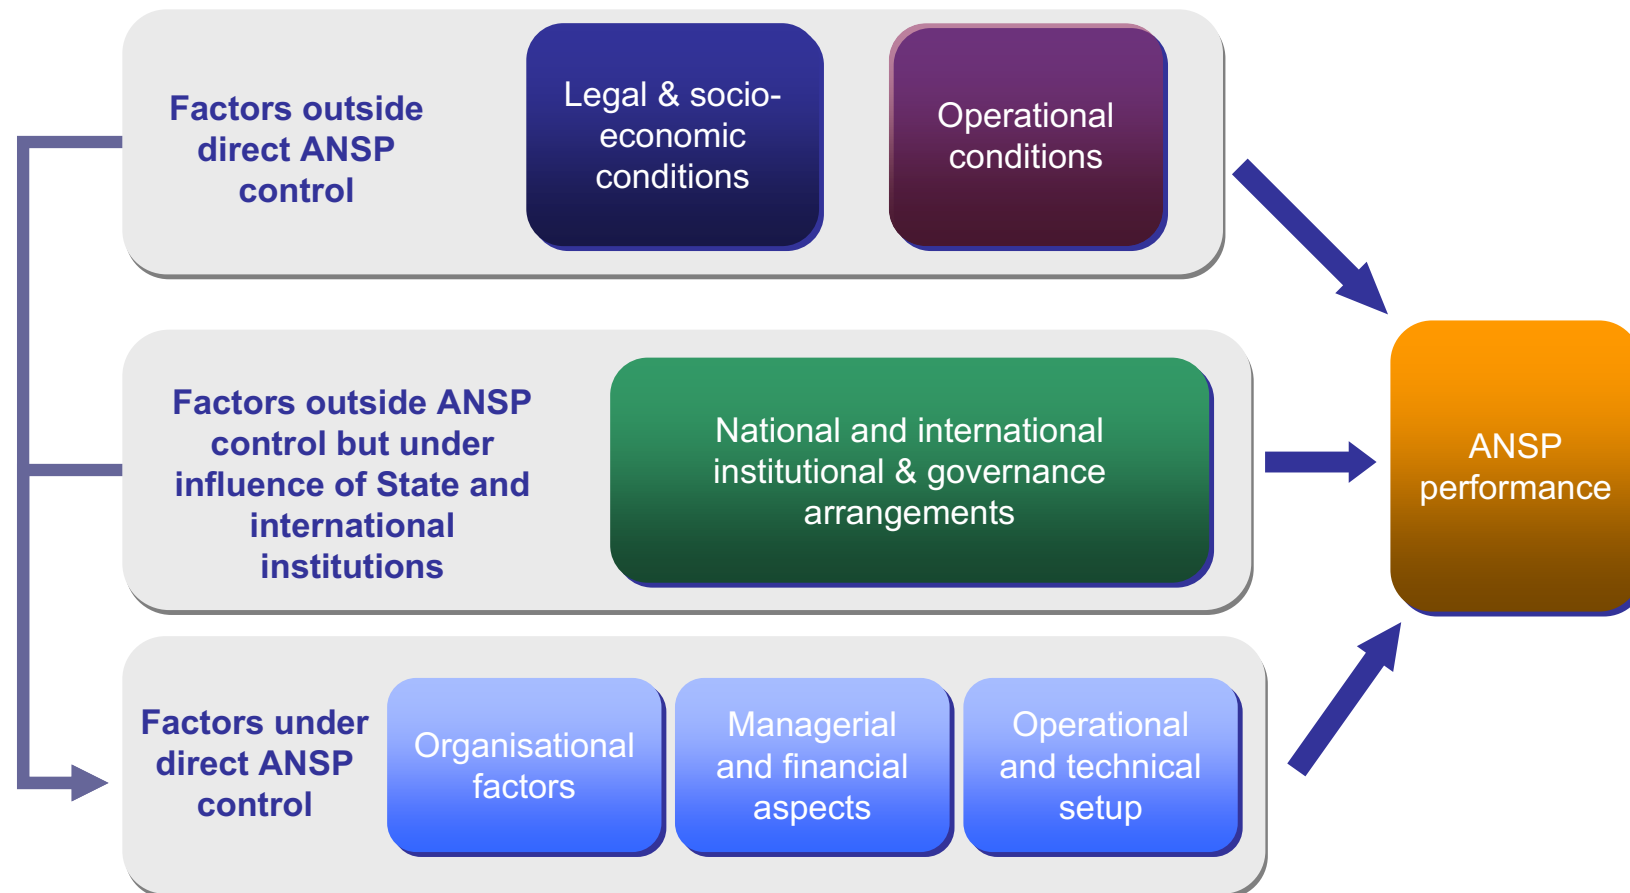 Factors outside
direct ANSP
control
Legal & socio-
economic
conditions
Operational
conditions
Factors outside ANSP
control but under
influence of State and
international
institutions
National and international
institutional & governance
arrangements
ANSP
performance
Factors under
direct ANSP
control
Organisational
factors
Managerial
and financial
aspects
Operational
and technical
setup